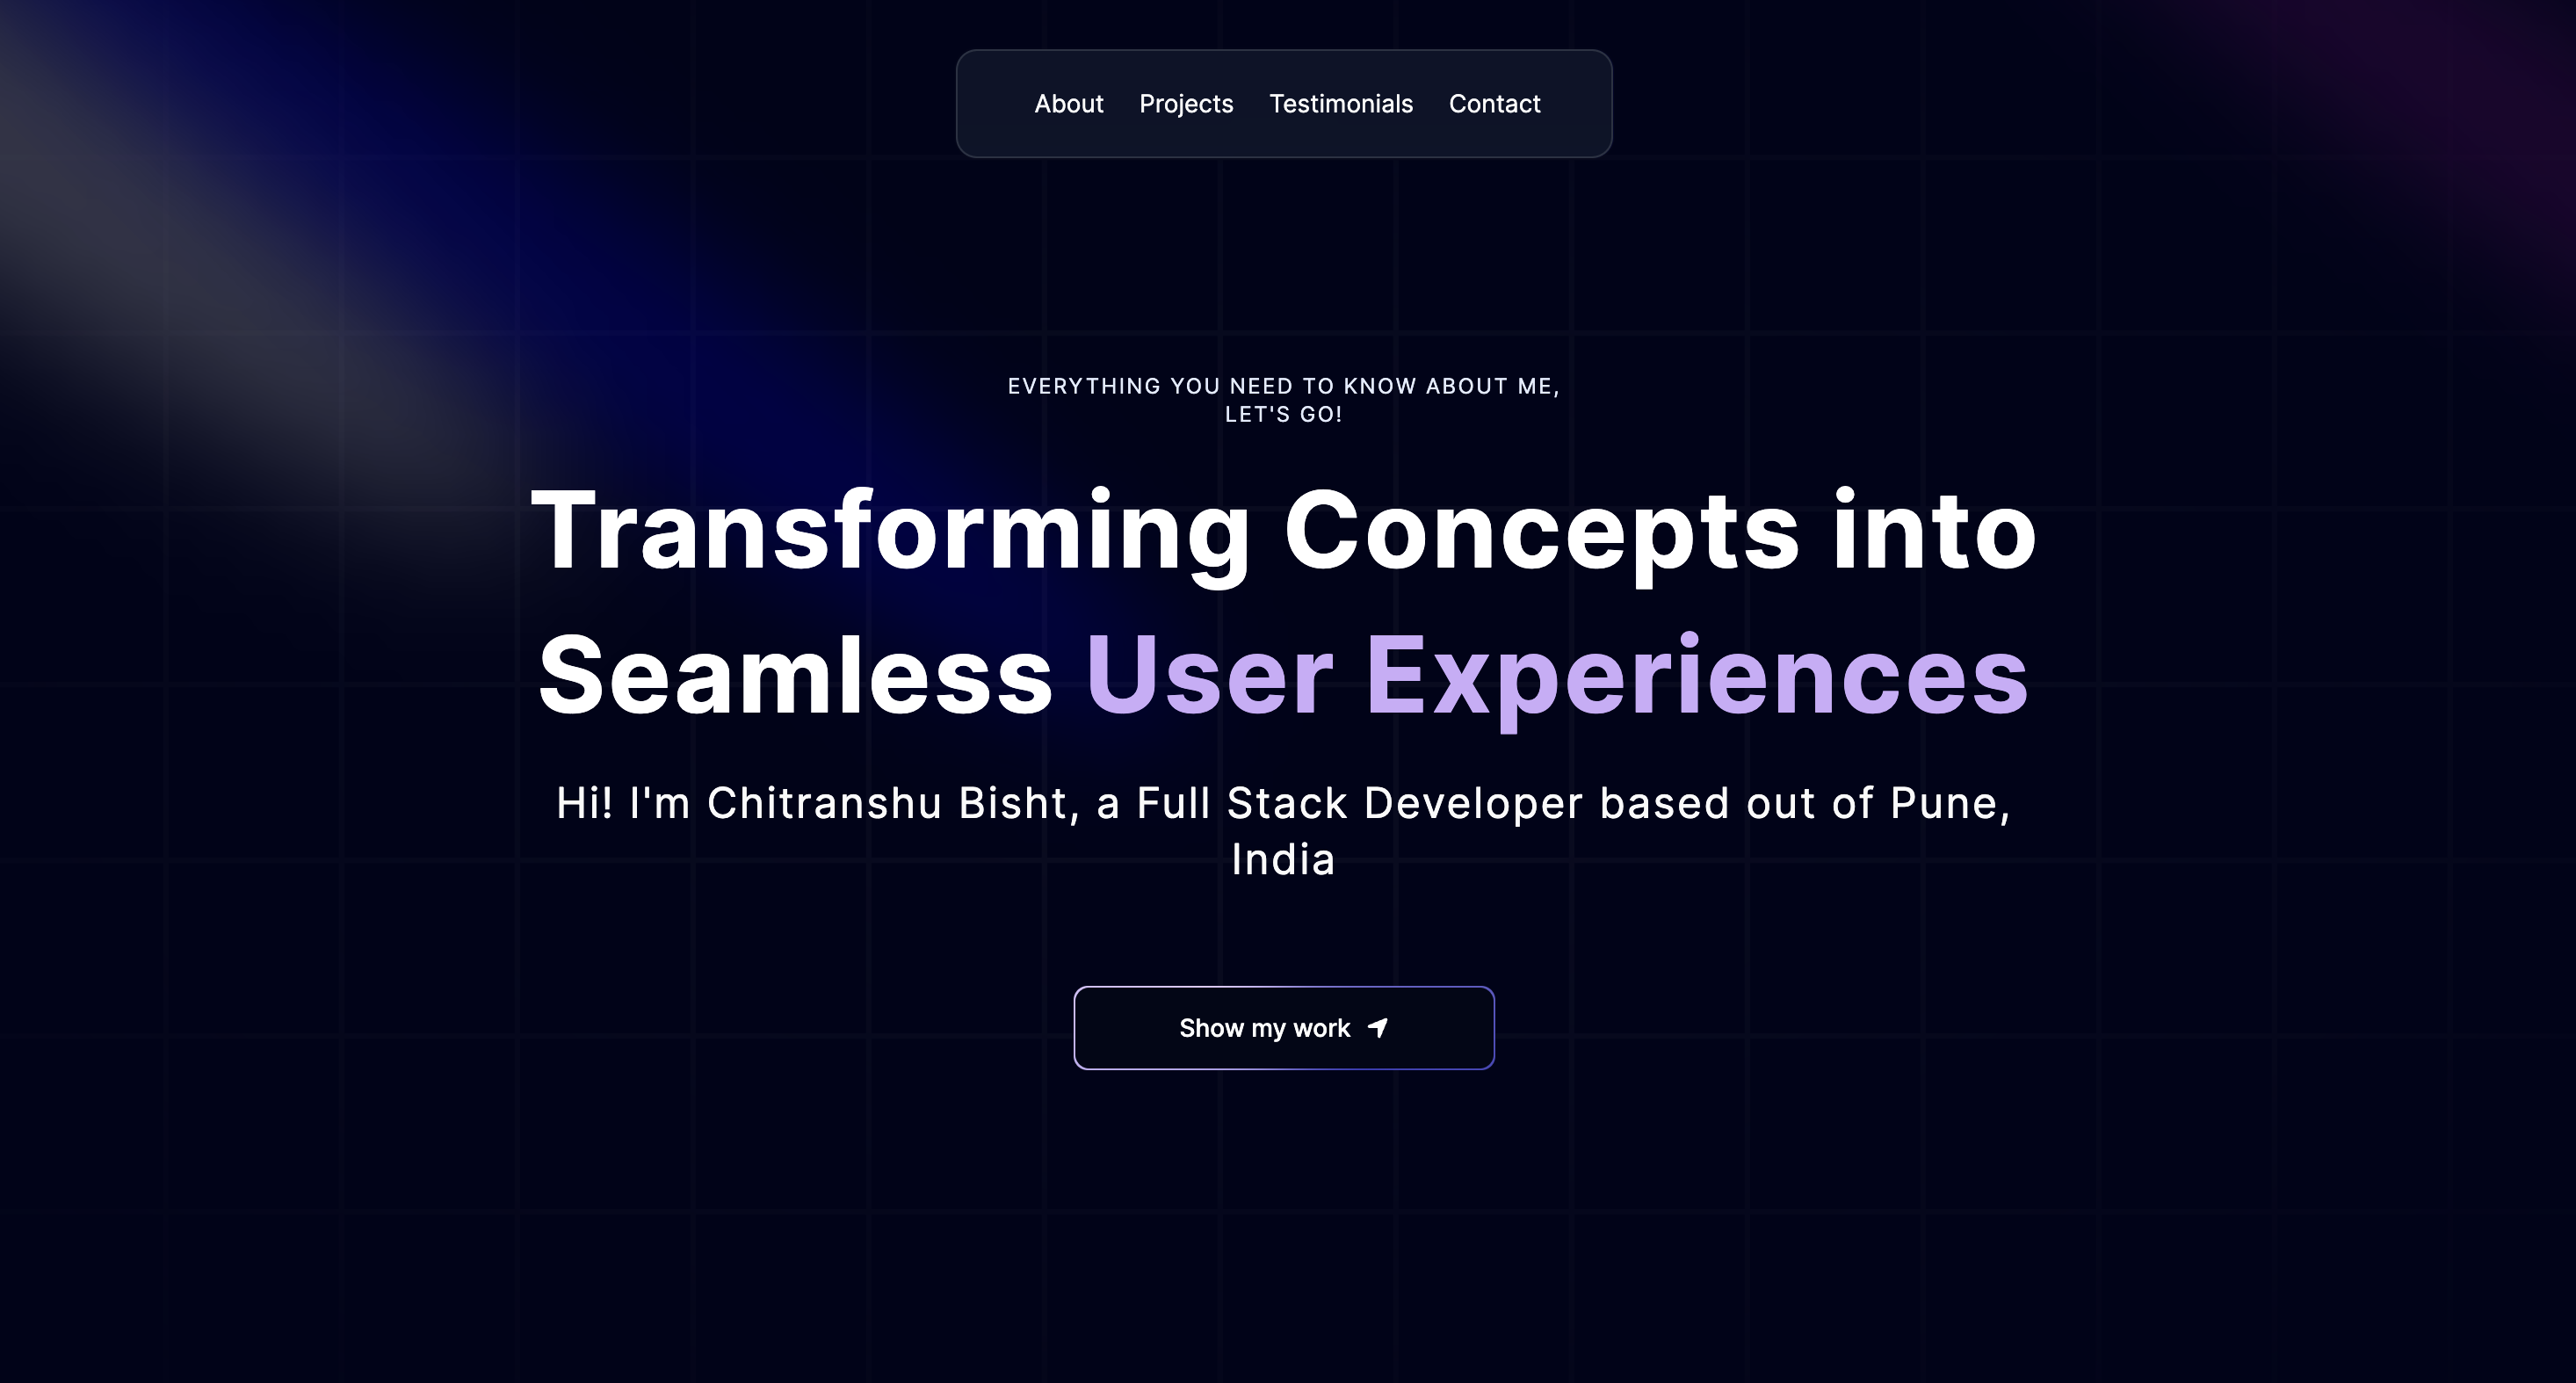 About Projects Testimonials Contact
EVERYTHING YOU NEED TO KNOW ABOUT ME,
LET'S GO!
Transforming Concepts into
Seamless User Experiences
Hi! I'm Chitranshu Bisht, a Full Stack Developer based out of Pune,
India
Show my work